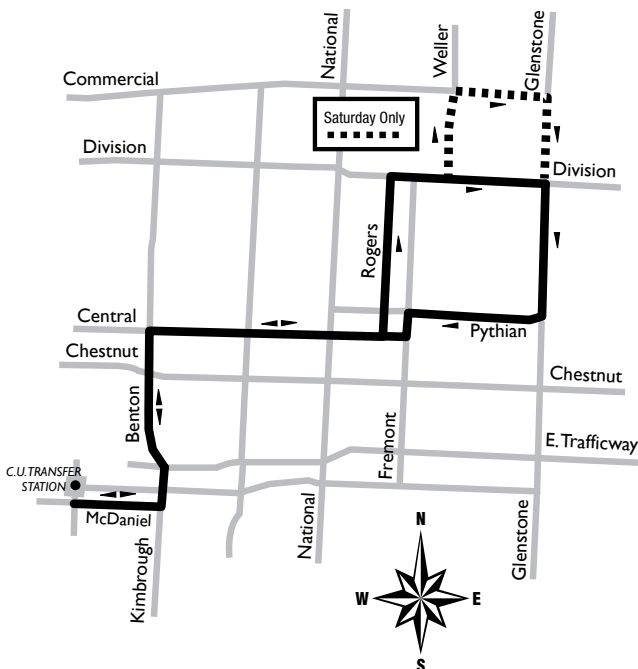 National
Weller
Glenstone
Commercial
Saturday Only
Division
Division
Rogers
Central
Pythian
Chestnut
Chestnut
Benton
Fremont
E. Trafficway
C.U. TRANSFER
STATION
McDaniel
National
Glenstone
Kimbrough
N
W
E
S